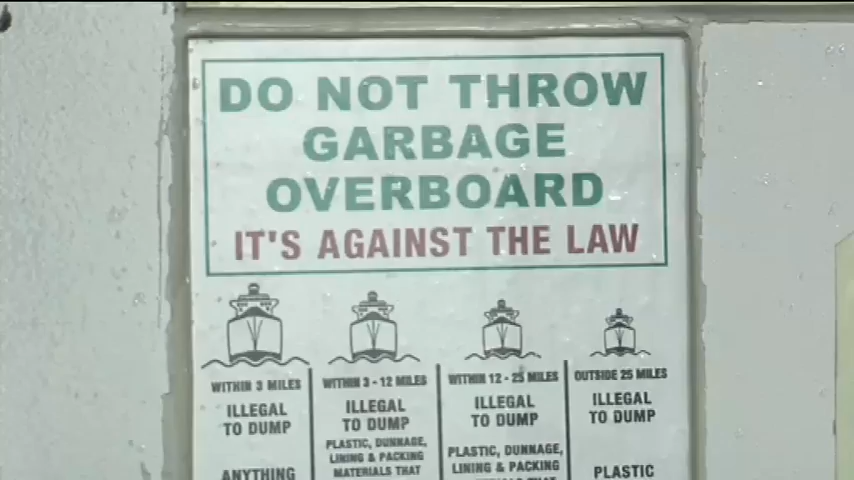 DO NOT THROW
GARBAGE
OVERBOARD
IT'S AGAINST THE LAW
WITHIN 3 MILES
ILLEGAL
TO DUMP
ANYTHING
WITHIN 3 - 12 MILES
ILLEGAL
TO DUMP
PLASTIC, DUNNAGE,
LINING & PACKING
MATERIALS THAT
WITHIN 12 - 25 MILES
ILLEGAL
TO DUMP
PLASTIC, DUNNAGE,
LINING & PACKING
MATERIALS THAT
OUTSIDE 25 MILES
ILLEGAL
TO DUMP
PLASTIC